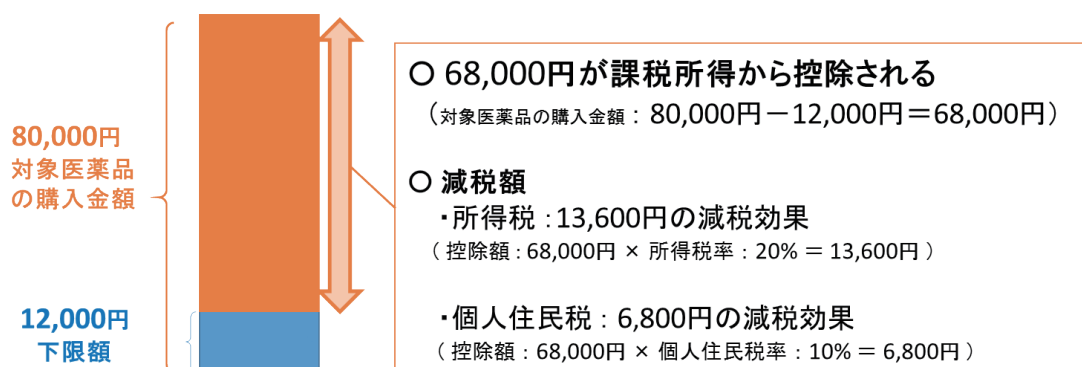 80,000円
対象医薬品
の購入金額
12,000円
下限額
○ 68,000円が課税所得から控除される
（対象医薬品の購入金額：80,000円－12,000円＝68,000円）
○ 減税額
・所得税：13,600円の減税効果
（控除額：68,000円 × 所得税率：20% ＝ 13,600円）
・個人住民税：6,800円の減税効果
（控除額：68,000円 × 個人住民税率：10% ＝ 6,800円）